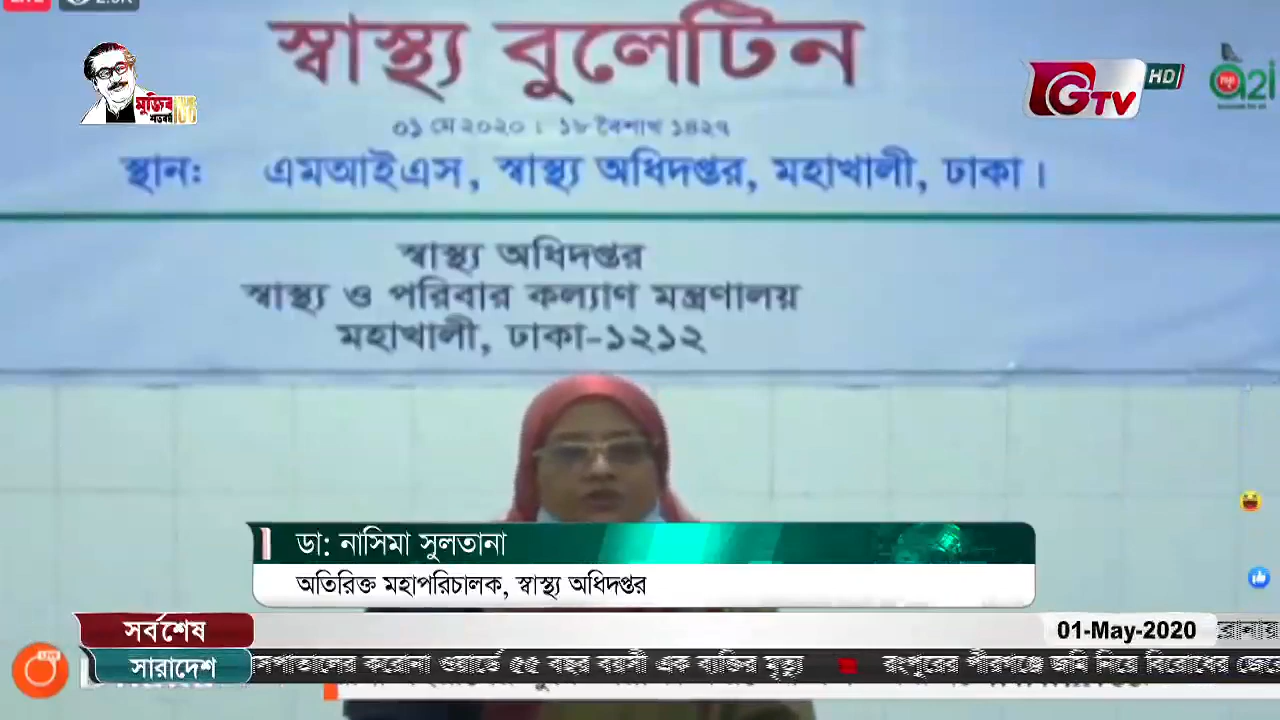 স্বাস্থ্য বুলেটিন
মুজিব
শতবর্ষ
GTV HD
a2i
০১ মে ২০২০ । ১৮ বৈশাখ ১৪২৭
স্থান: এমআইএস, স্বাস্থ্য অধিদপ্তর, মহাখালী, ঢাকা।
স্বাস্থ্য অধিদপ্তর
স্বাস্থ্য ও পরিবার কল্যাণ মন্ত্রণালয়
মহাখালী, ঢাকা-১২১২
ডা: নাসিমা সুলতানা
অতিরিক্ত মহাপরিচালক, স্বাস্থ্য অধিদপ্তর
সর্বশেষ
01-May-2020
LIVE
সারাদেশ
করোনা ওয়ার্ডে ৫৫ বছর বয়সী এক ব্যক্তির মৃত্যু রংপুরের পীরগঞ্জে জমি নিয়ে বিরোধের